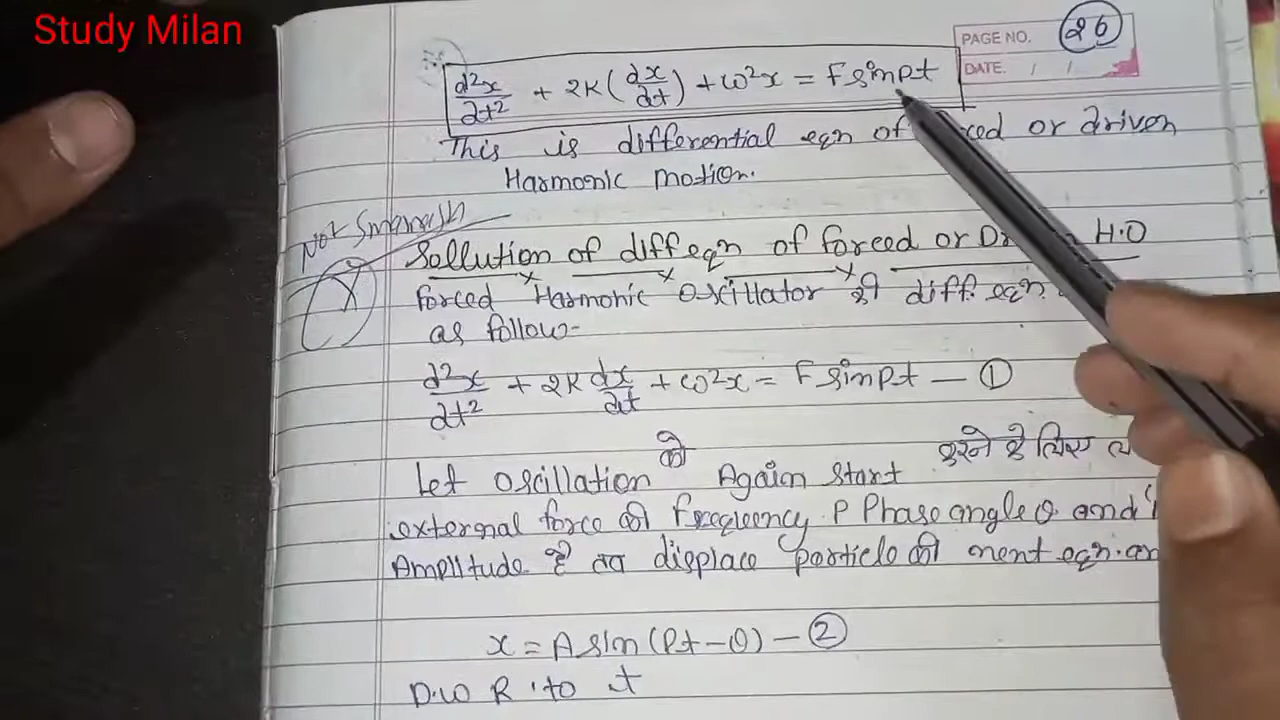 Study Milan
PAGE NO. 26
DATE. / /
d²x/dt² + 2K(dx/dt) + ω²x = F sinpt
This is differential eqn of or driven
Harmonic motion.
Sollution of diff eqn of forced or H.O
forced Harmonic Oscillator की diff. eqn.
as follow-
d²x/dt² + 2K dx/dt + ω²x = F sinpt — ①
Let Oscillation को Again Start करने के लिए
external force की frequency P Phase angle θ and
Amplitude है तब displace particle की
x = A sin (Pt - θ) — ②
D.W R. to t